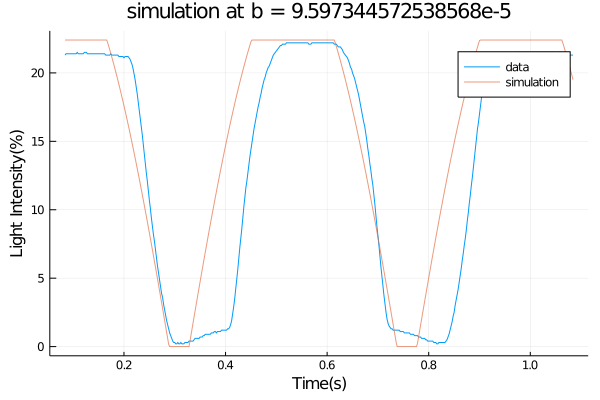 simulation at b = 9.597344572538568e-5
Light Intensity(%)
20
15
10
5
0
data
simulation
0.2 0.4 0.6 0.8 1.0
Time(s)